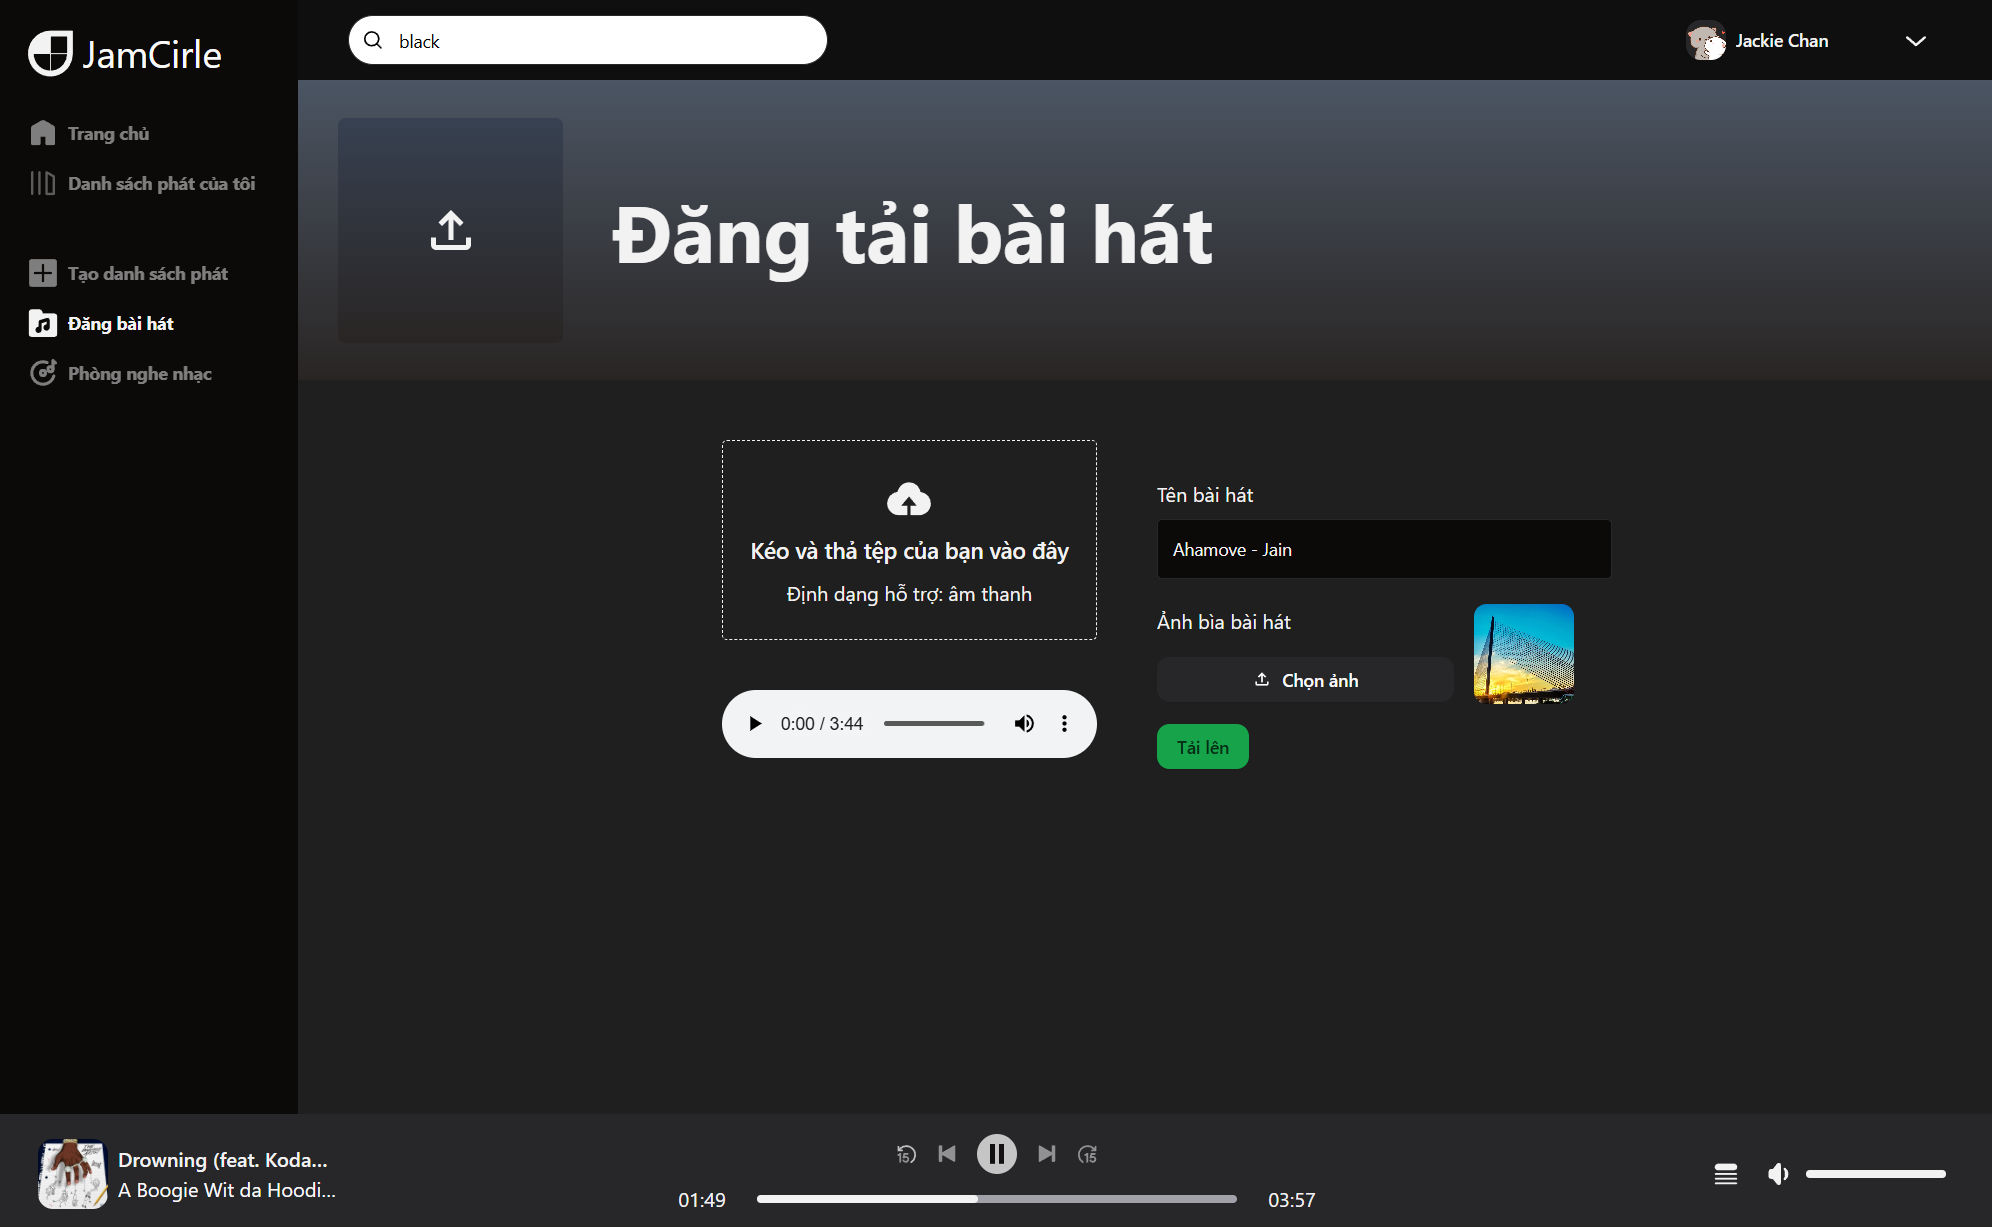 JamCirle
black
Jackie Chan
Trang chủ
Danh sách phát của tôi
Tạo danh sách phát
Đăng bài hát
Phòng nghe nhạc
Đăng tải bài hát
Kéo và thả tệp của bạn vào đây
Định dạng hỗ trợ: âm thanh
0:00 / 3:44
Tên bài hát
Ahamove - Jain
Ảnh bìa bài hát
Chọn ảnh
Tải lên
Drowning (feat. Koda...
A Boogie Wit da Hoodi...
15
15
01:49
03:57